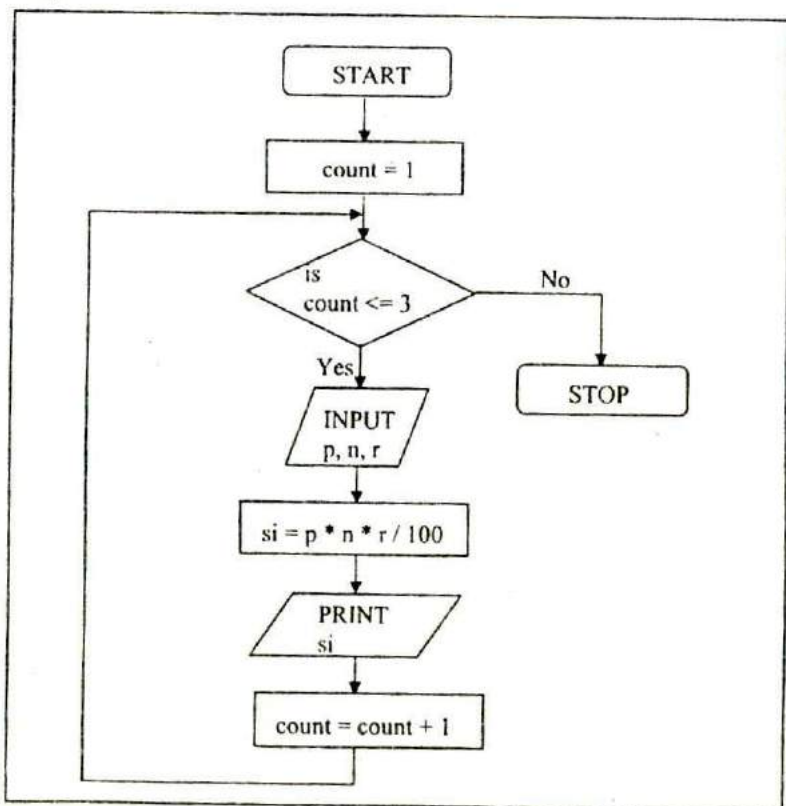 START
count = 1
is
count <= 3
No
Yes
STOP
INPUT
p, n, r
si = p * n * r / 100
PRINT
si
count = count + 1